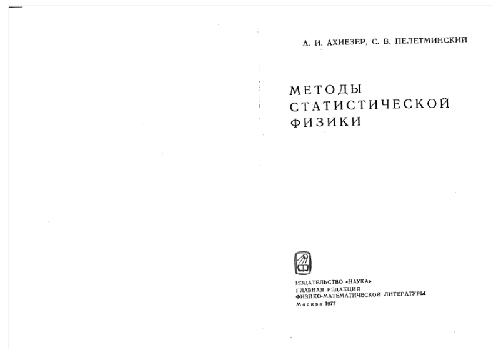 А. И. АХИЕЗЕР, С. В. ПЕЛЕТМИНСКИЙ
МЕТОДЫ
СТАТИСТИЧЕСКОЙ
ФИЗИКИ
ИЗДАТЕЛЬСТВО «НАУКА»
ГЛАВНАЯ РЕДАКЦИЯ
ФИЗИКО-МАТЕМАТИЧЕСКОЙ ЛИТЕРАТУРЫ
Москва 1977